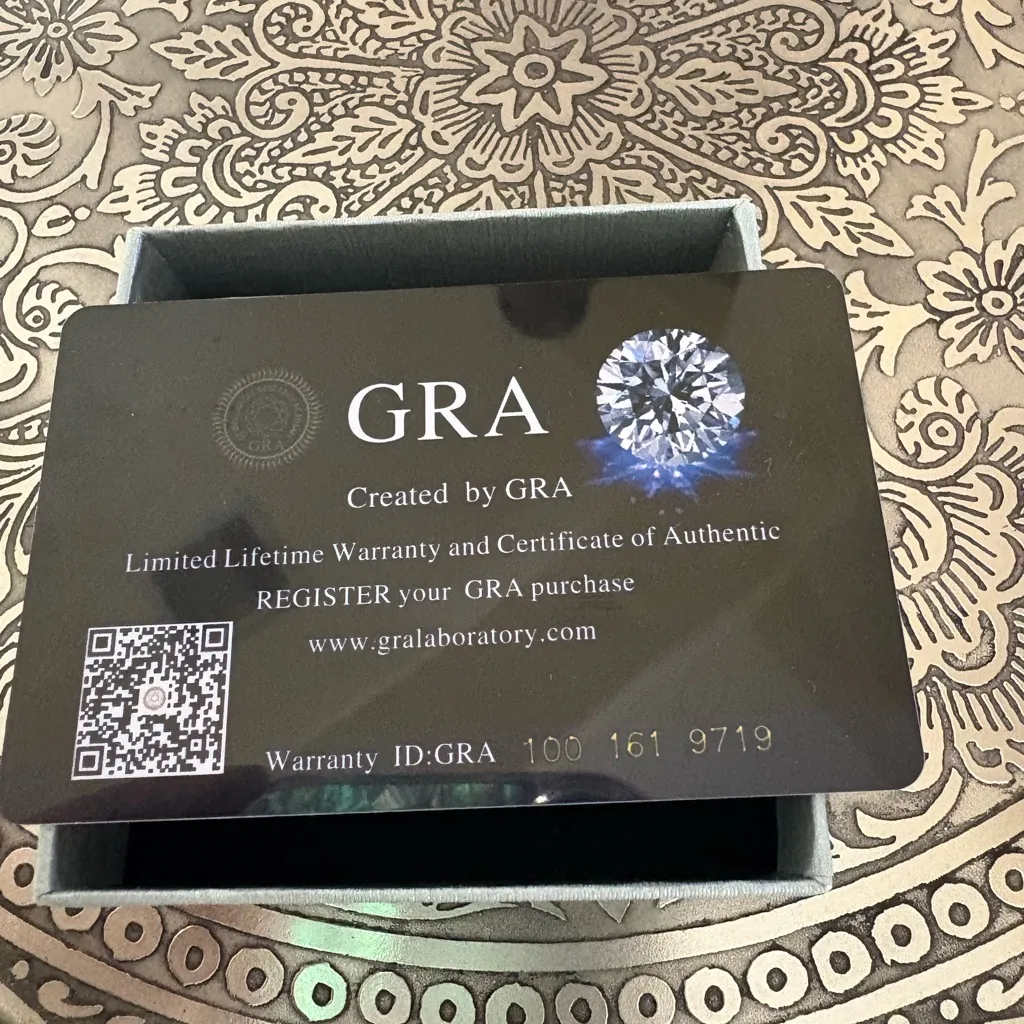 GRA
GRA
Created by GRA
Limited Lifetime Warranty and Certificate of Authentic
REGISTER your GRA purchase
www.gralaboratory.com
Warranty ID:GRA 100 161 9719